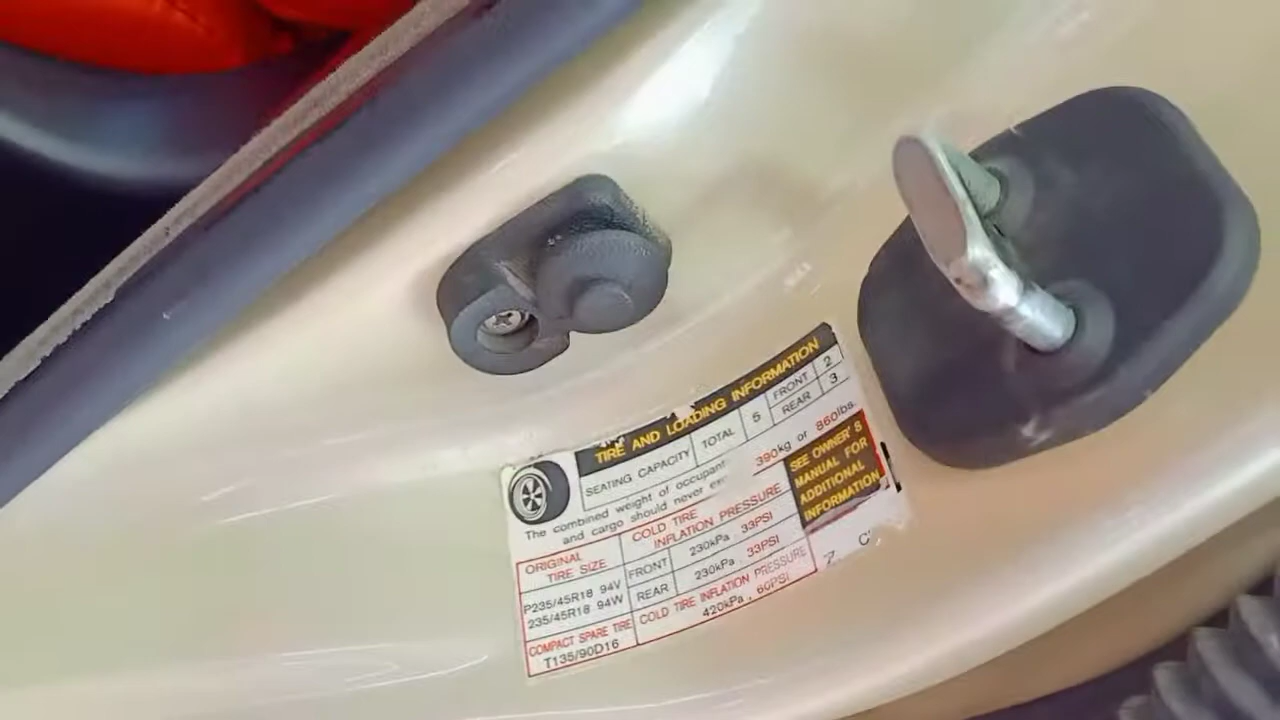 TIRE AND LOADING INFORMATION
SEATING CAPACITY TOTAL 5 FRONT 2
REAR 3
The combined weight of occupant
and cargo should never 390kg or 860lbs.
ORIGINAL TIRE SIZE
COLD TIRE INFLATION PRESSURE
SEE OWNER'S
MANUAL FOR
ADDITIONAL
INFORMATION
P235/45R18 94V FRONT 230kPa, 33PSI
235/45R18 94W REAR 230kPa, 33PSI
COMPACT SPARE TIRE COLD TIRE INFLATION PRESSURE
T135/90D16 420kPa, 60PSI